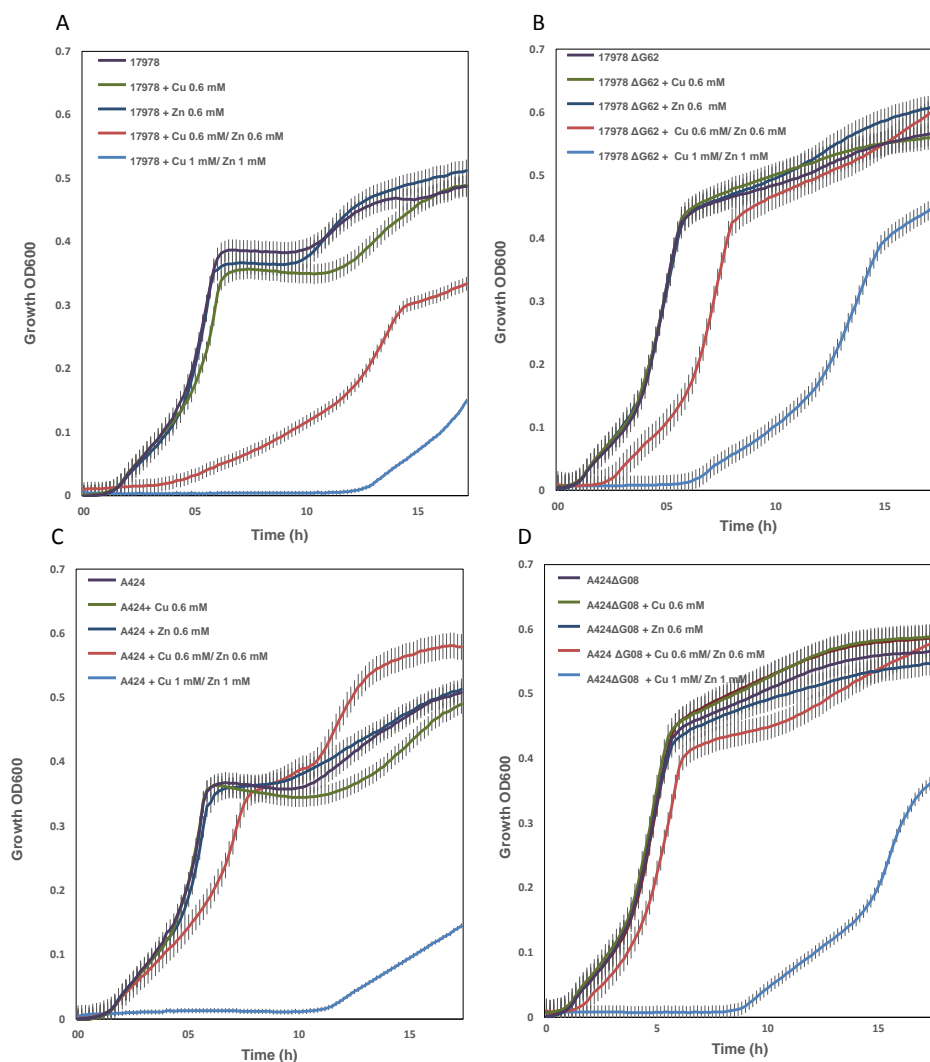 A
0.7
0.6
0.5
0.4
0.3
0.2
0.1
0
Growth OD600
17978
17978 + Cu 0.6 mM
17978 + Zn 0.6 mM
17978 + Cu 0.6 mM/ Zn 0.6 mM
17978 + Cu 1 mM/ Zn 1 mM
00 05 10 15
Time (h)
B
0.7
0.6
0.5
0.4
0.3
0.2
0.1
0
Growth OD600
17978 ΔG62
17978 ΔG62 + Cu 0.6 mM
17978 ΔG62 + Zn 0.6 mM
17978 ΔG62 + Cu 0.6 mM/ Zn 0.6 mM
17978 ΔG62 + Cu 1 mM/ Zn 1 mM
00 05 10 15
Time (h)
C
0.7
0.6
0.5
0.4
0.3
0.2
0.1
0
Growth OD600
A424
A424+ Cu 0.6 mM
A424 + Zn 0.6 mM
A424 + Cu 0.6 mM/ Zn 0.6 mM
A424 + Cu 1 mM/ Zn 1 mM
00 05 10 15
Time (h)
D
0.7
0.6
0.5
0.4
0.3
0.2
0.1
0
Growth OD600
A424ΔG08
A424ΔG08 + Cu 0.6 mM
A424ΔG08 + Zn 0.6 mM
A424 ΔG08 + Cu 0.6 mM/ Zn 0.6 mM
A424ΔG08 + Cu 1 mM/ Zn 1 mM
0 5 10 15
Time (h)